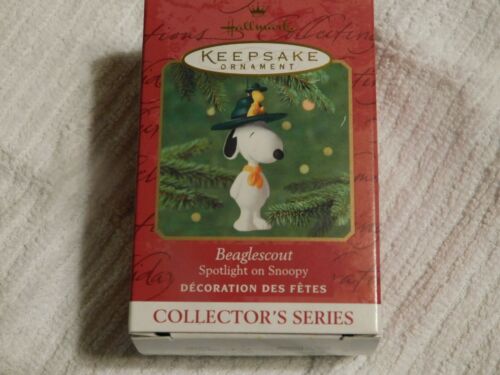 Hallmark
KEEPSAKE
ORNAMENT
Beaglescout
Spotlight on Snoopy
DÉCORATION DES FÊTES
COLLECTOR'S SERIES